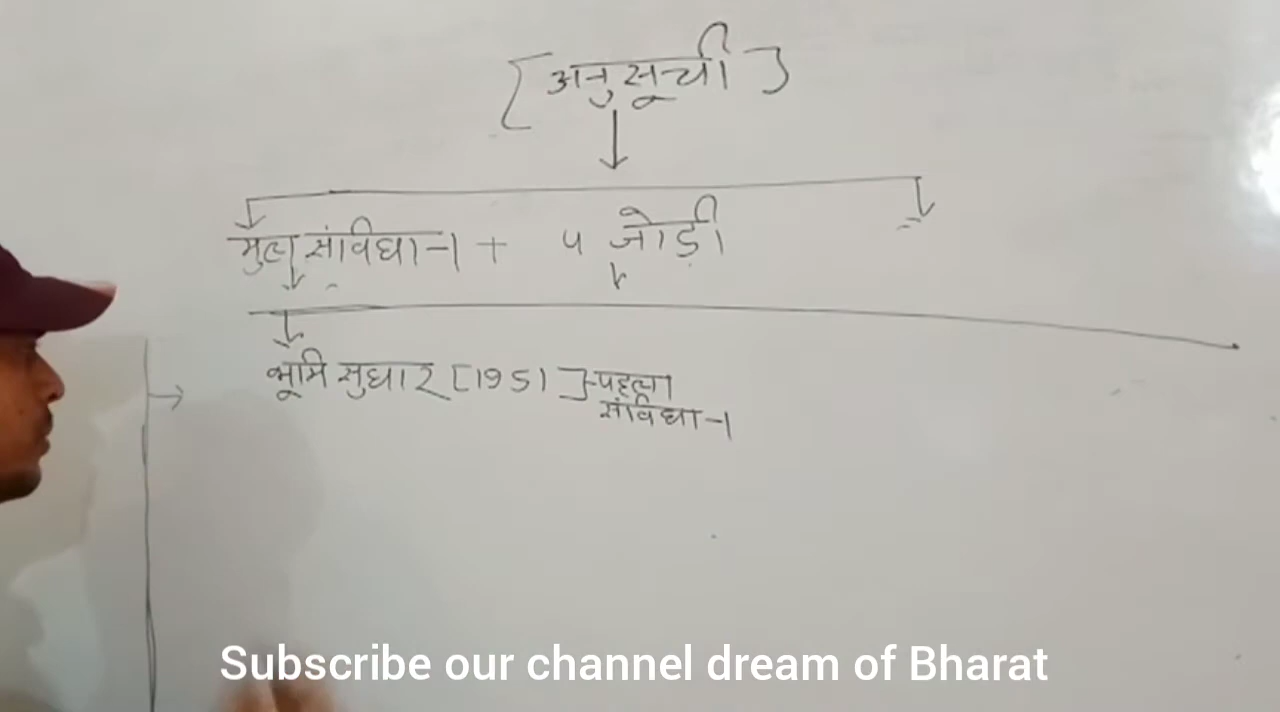 [अनुसूची]
मुल संविधान + 4 जोड़ी
भूमि सुधार [1951] पहला
संविधान
Subscribe our channel dream of Bharat